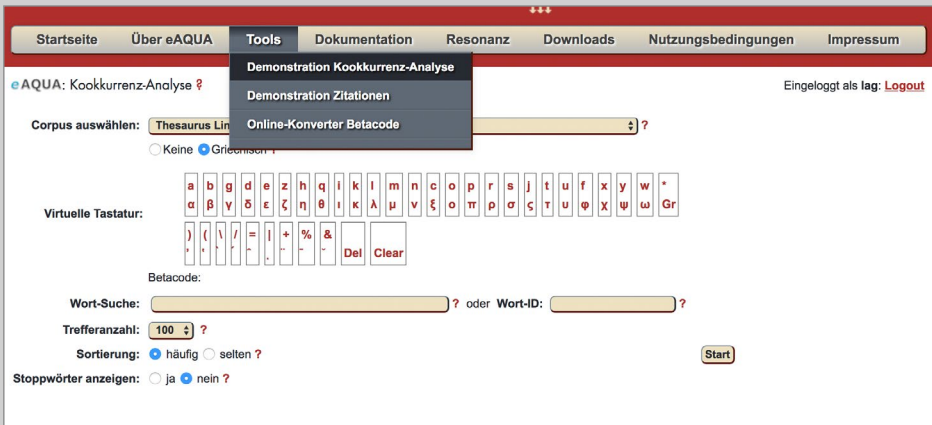 Startseite Über eAQUA Tools Dokumentation Resonanz Downloads Nutzungsbedingungen Impressum
Demonstration Kookkurrenz-Analyse
Demonstration Zitationen
Online-Konverter Betacode
eAQUA: Kookkurrenz-Analyse ?
Eingeloggt als lag: Logout
Corpus auswählen: Thesaurus Lin ?
Keine Griechisch ?
Virtuelle Tastatur:
a b g d e z h q i k l m n c o p r s j t u f x y w *
α β γ δ ε ζ η θ ι κ λ μ ν ξ ο π ρ σ ς τ υ φ χ ψ ω Gr
) ( \ / = | + % & Del Clear
Betacode:
Wort-Suche: ? oder Wort-ID: ?
Trefferanzahl: 100 ?
Sortierung: häufig selten ? Start
Stoppwörter anzeigen: ja nein ?